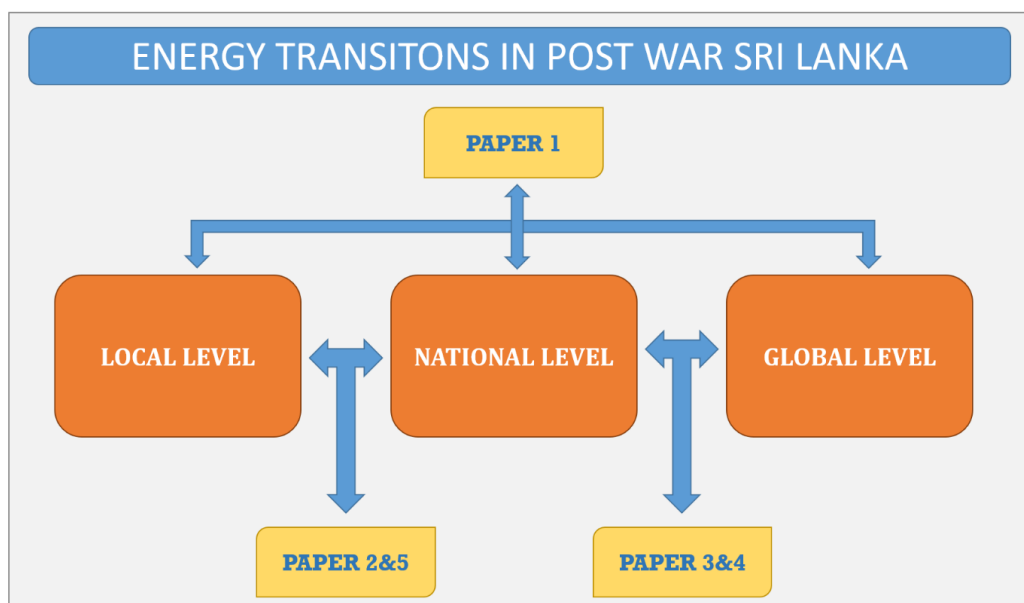 ENERGY TRANSITONS IN POST WAR SRI LANKA
PAPER 1
LOCAL LEVEL
NATIONAL LEVEL
GLOBAL LEVEL
PAPER 2&5
PAPER 3&4